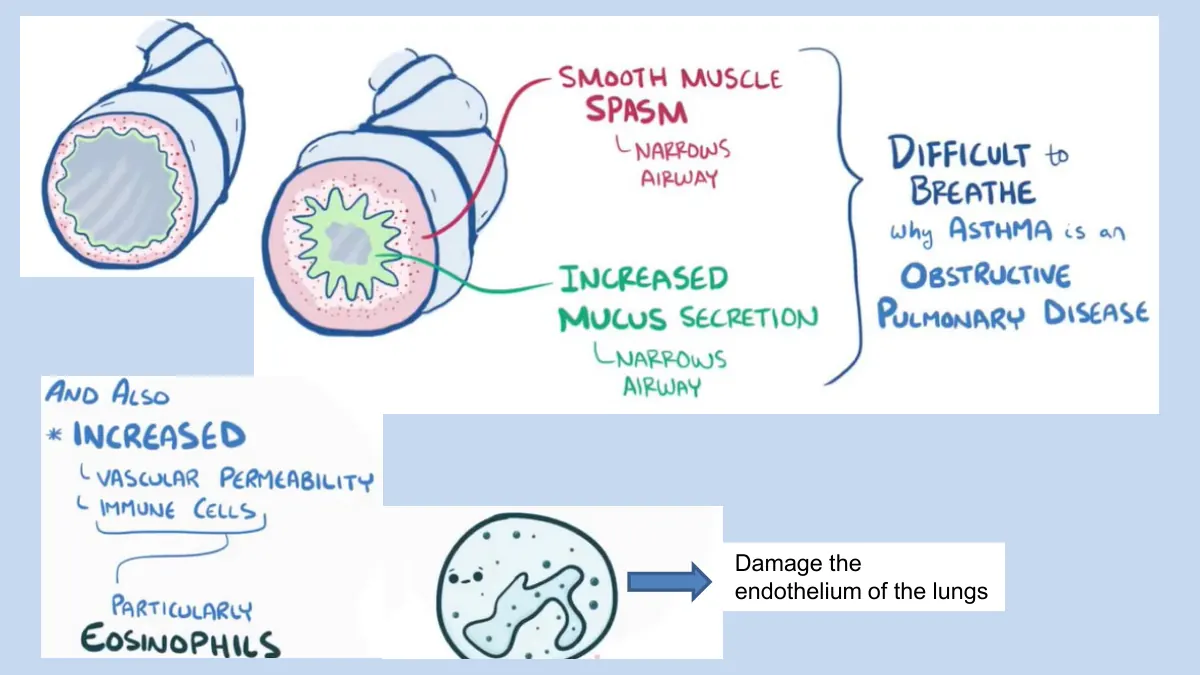 SMOOTH MUSCLE
SPASM
NARROWS
AIRWAY
INCREASED
MUCUS SECRETION
NARROWS
AIRWAY
DIFFICULT to
BREATHE
why ASTHMA is an
OBSTRUCTIVE
PULMONARY DISEASE
AND ALSO
* INCREASED
VASCULAR PERMEABILITY
IMMUNE CELLS
PARTICULARLY
EOSINOPHILS
Damage the
endothelium of the lungs